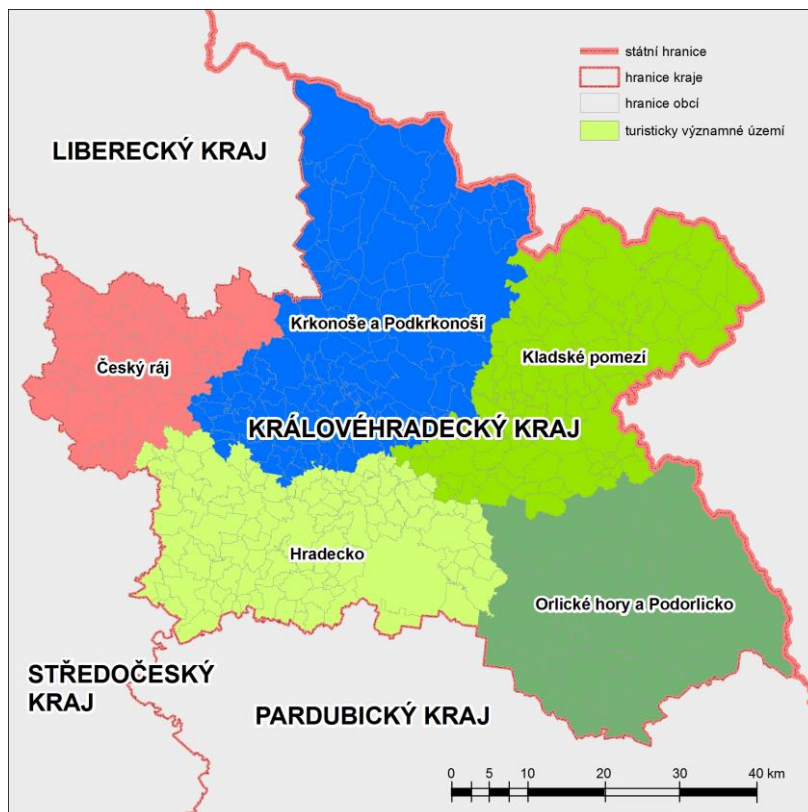 státní hranice
hranice kraje
hranice obcí
turisticky významné území
LIBERECKÝ KRAJ
Krkonoše a Podkrkonoší
Kladské pomezí
Český ráj
KRÁLOVÉHRADECKÝ KRAJ
Hradecko
Orlické hory a Podorlicko
STŘEDOČESKÝ
KRAJ
PARDUBICKÝ KRAJ
0 5 10 20 30 40 km